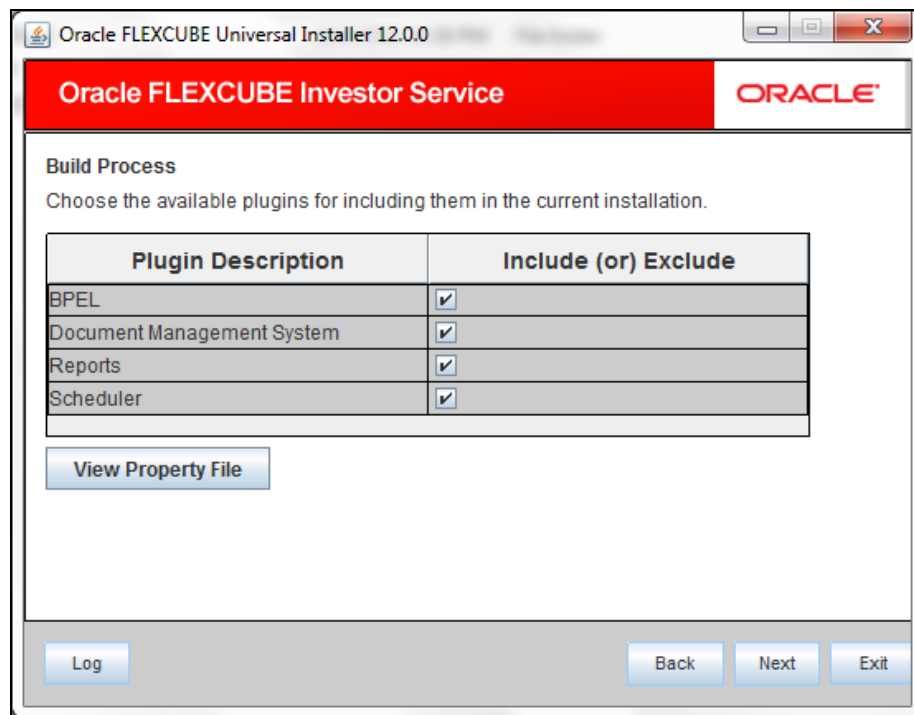 Oracle FLEXCUBE Universal Installer 12.0.0
Oracle FLEXCUBE Investor Service
ORACLE
Build Process
Choose the available plugins for including them in the current installation.
Plugin Description Include (or) Exclude
BPEL
Document Management System
Reports
Scheduler
View Property File
Log Back Next Exit